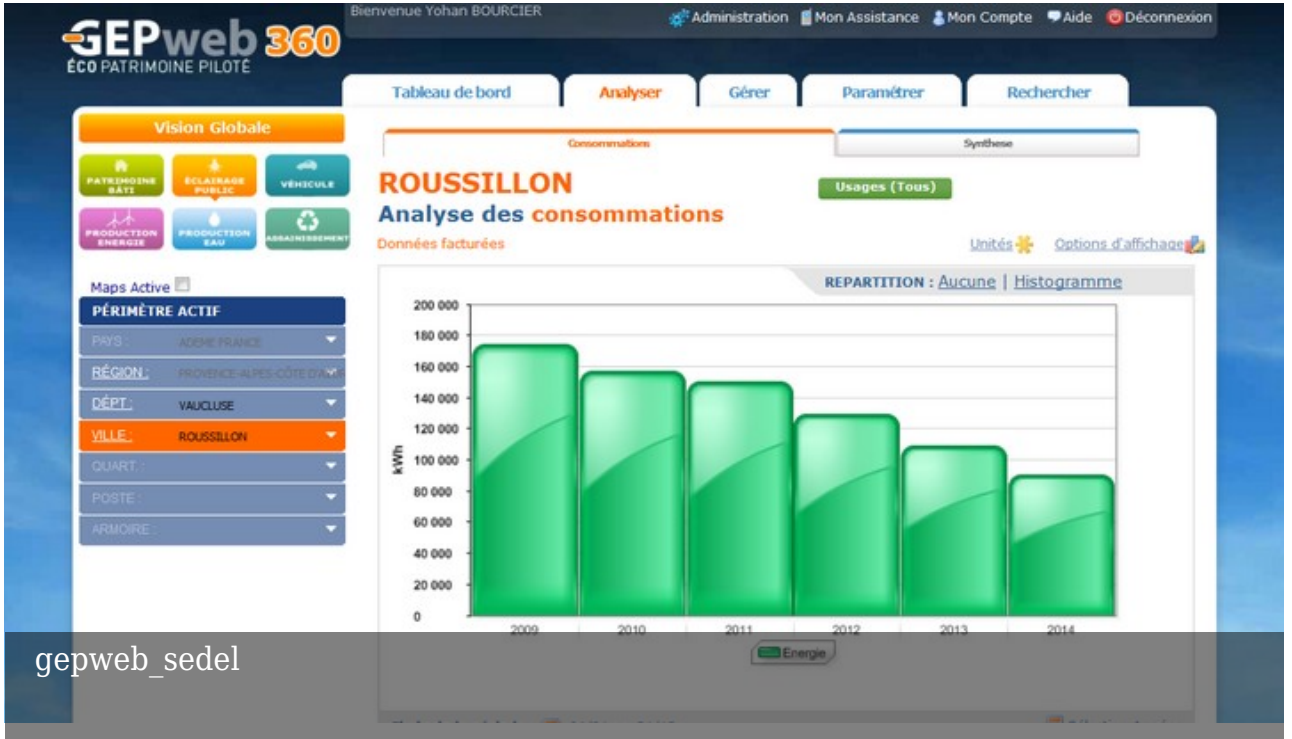 Bienvenue Yohan BOURCIER
Administration Mon Assistance Mon Compte Aide Déconnexion
GEPweb 360
ÉCO PATRIMOINE PILOTÉ
Tableau de bord Analyser Gérer Paramétrer Rechercher
Vision Globale
Consommations Synthese
PATRIMOINE BÂTI
ECLAIRAGE PUBLIC
VÉHICULE
ROUSSILLON
Usages (Tous)
Analyse des consommations
PRODUCTION ENERGIE
PRODUCTION EAU
ASSAINISSEMENT
Données facturées
Unités Options d'affichage
Maps Active
REPARTITION : Aucune | Histogramme
PÉRIMÈTRE ACTIF
PAYS : ADEME FRANCE
RÉGION : PROVENCE-ALPES-CÔTE D'AZUR
DÉPT : VAUCLUSE
VILLE : ROUSSILLON
QUART. :
POSTE :
ARMOIRE :
200 000
180 000
160 000
140 000
120 000
100 000
80 000
60 000
40 000
20 000
0
kWh
2009 2010 2011 2012 2013 2014
Energie
gepweb_sedel